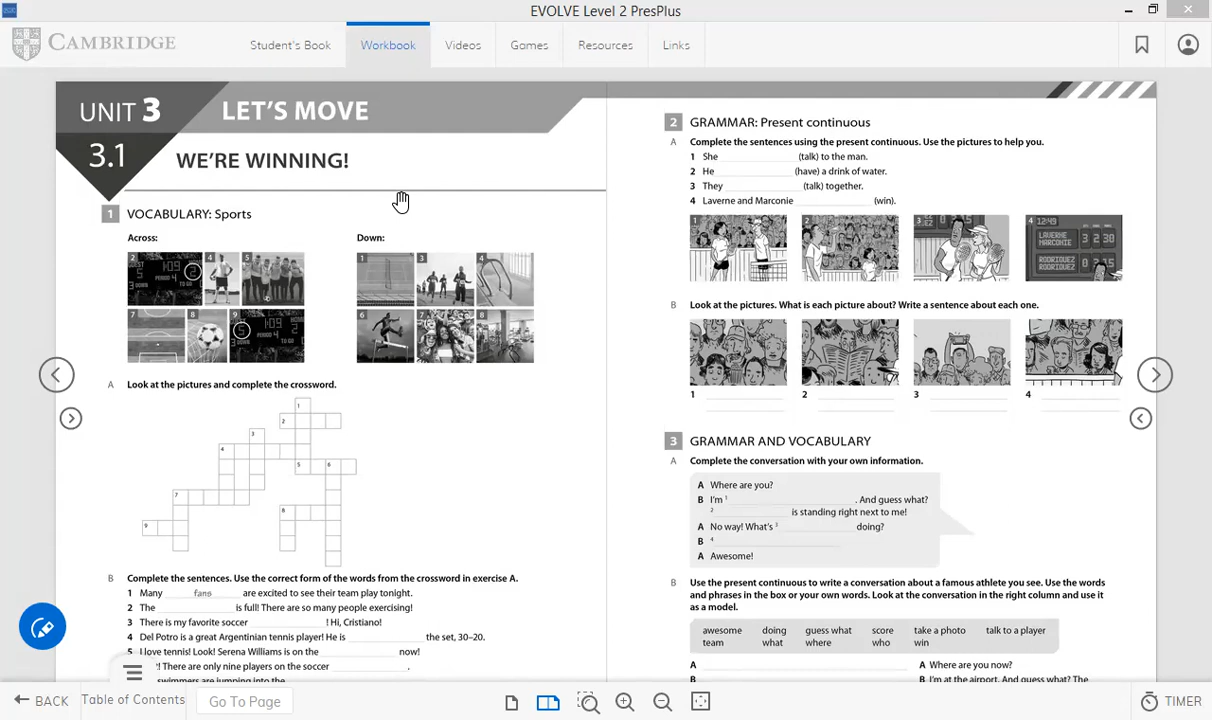 EVOLVE Level 2 PresPlus
CAMBRIDGE
Student's Book
Workbook
Videos
Games
Resources
Links
UNIT 3
LET'S MOVE
3.1
WE'RE WINNING!
1 VOCABULARY: Sports
Across:
Down:
A Look at the pictures and complete the crossword.
B Complete the sentences. Use the correct form of the words from the crossword in exercise A.
1 Many fans are excited to see their team play tonight.
2 The is full! There are so many people exercising!
3 There is my favorite soccer ! Hi, Cristiano!
4 Del Potro is a great Argentinian tennis player! He is the set, 30–20.
5 I love tennis! Look! Serena Williams is on the now!
! There are only nine players on the soccer .
swimmers are jumping into the
2 GRAMMAR: Present continuous
A Complete the sentences using the present continuous. Use the pictures to help you.
1 She (talk) to the man.
2 He (have) a drink of water.
3 They (talk) together.
4 Laverne and Marconie (win).
12:49
LAVERNE
MARCONIE
3 2 30
RODRIGUEZ
RODRIGUEZ
B Look at the pictures. What is each picture about? Write a sentence about each one.
1
2
3
4
3 GRAMMAR AND VOCABULARY
A Complete the conversation with your own information.
A Where are you?
B I'm 1 . And guess what?
2 is standing right next to me!
A No way! What's 3 doing?
B 4
A Awesome!
B Use the present continuous to write a conversation about a famous athlete you see. Use the words
and phrases in the box or your own words. Look at the conversation in the right column and use it
as a model.
awesome doing guess what score take a photo talk to a player
team what where who win
A
B
A Where are you now?
B I'm at the airport. And guess what? The
BACK
Table of Contents
Go To Page
TIMER